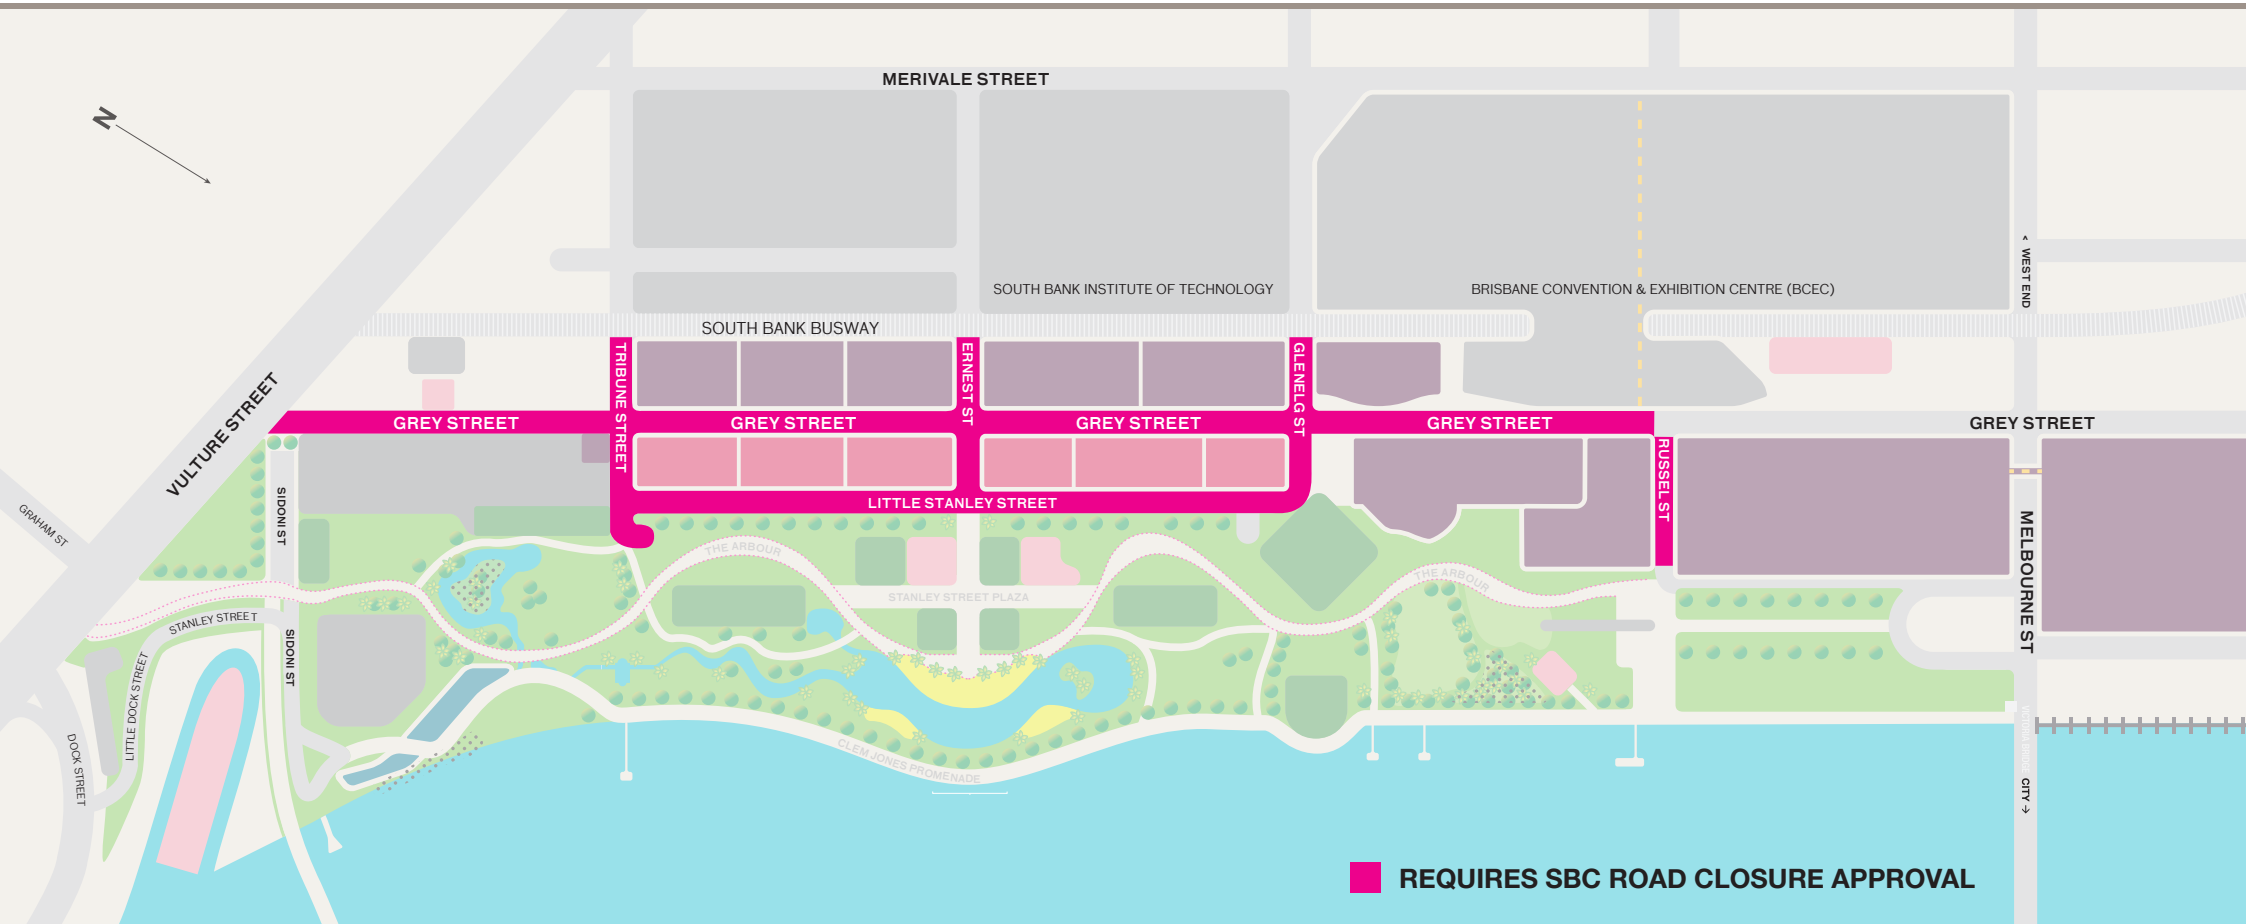 MERIVALE STREET
N
< WEST END
SOUTH BANK INSTITUTE OF TECHNOLOGY
BRISBANE CONVENTION & EXHIBITION CENTRE (BCEC)
SOUTH BANK BUSWAY
TRIBUNE STREET
ERNEST ST
GLENELG ST
VULTURE STREET
GREY STREET
GREY STREET
GREY STREET
GREY STREET
GREY STREET
RUSSEL ST
LITTLE STANLEY STREET
GRAHAM ST
SIDONI ST
MELBOURNE ST
THE ARBOUR
THE ARBOUR
STANLEY STREET PLAZA
STANLEY STREET
SIDONI ST
LITTLE DOCK STREET
DOCK STREET
CLEM JONES PROMENADE
VICTORIA BRIDGE
CITY →
REQUIRES SBC ROAD CLOSURE APPROVAL